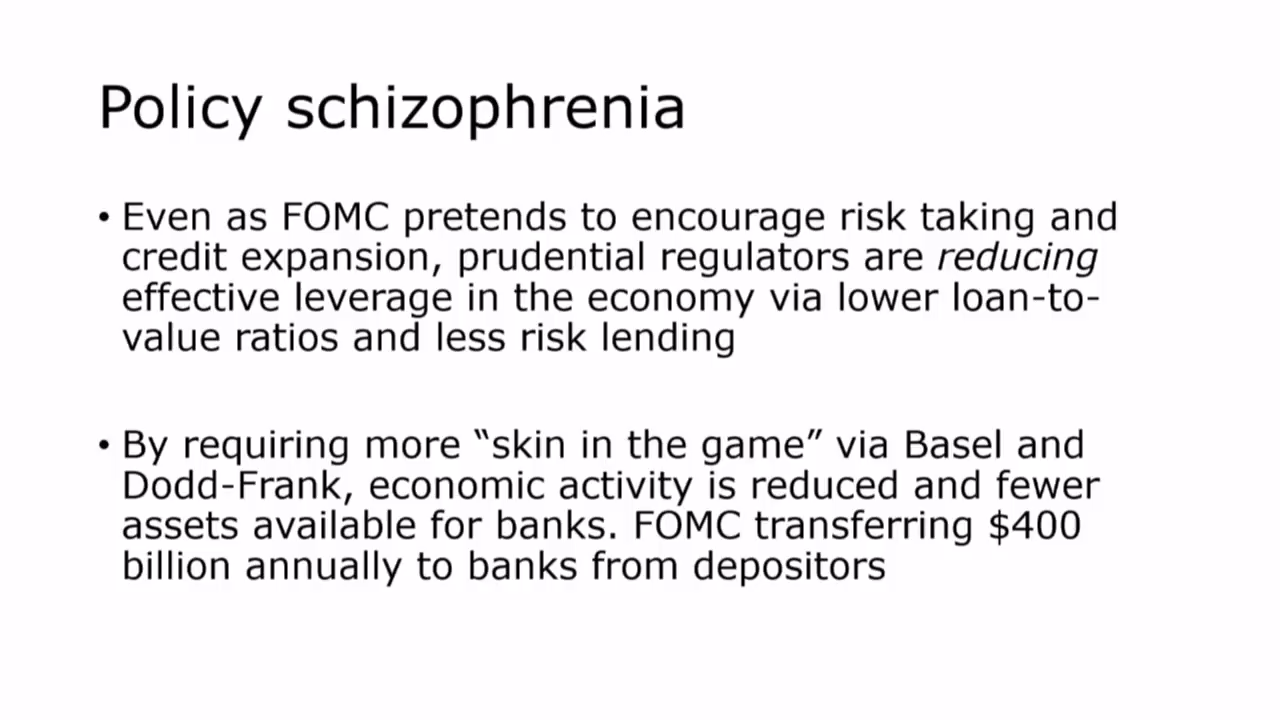 Policy schizophrenia
• Even as FOMC pretends to encourage risk taking and
credit expansion, prudential regulators are reducing
effective leverage in the economy via lower loan-to-
value ratios and less risk lending
• By requiring more “skin in the game” via Basel and
Dodd-Frank, economic activity is reduced and fewer
assets available for banks. FOMC transferring $400
billion annually to banks from depositors